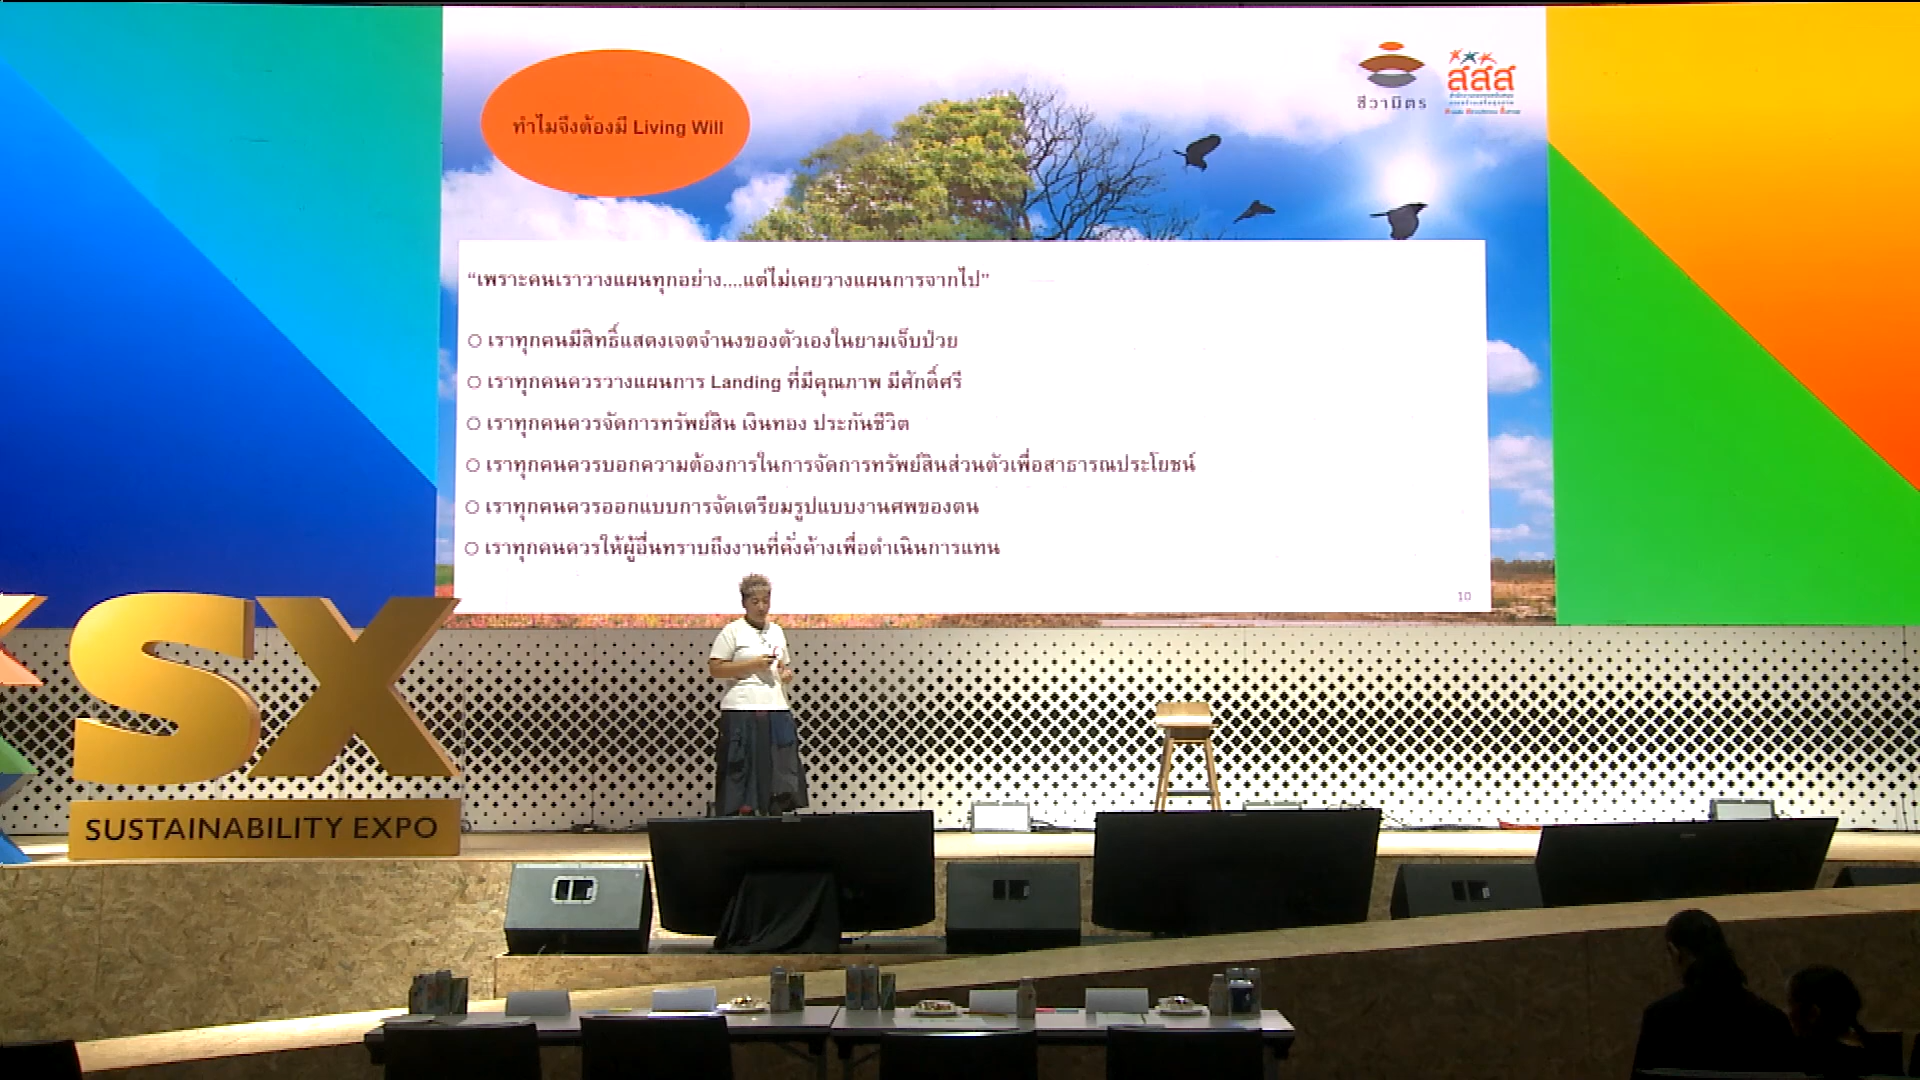 ทำไมจึงต้องมี Living Will
ชีวามิตร
สสส
“เพราะคนเราวางแผนทุกอย่าง....แต่ไม่เคยวางแผนการจากไป”
○ เราทุกคนมีสิทธิ์แสดงเจตจำนงของตัวเองในยามเจ็บป่วย
○ เราทุกคนควรวางแผนการ Landing ที่มีคุณภาพ มีศักดิ์ศรี
○ เราทุกคนควรจัดการทรัพย์สิน เงินทอง ประกันชีวิต
○ เราทุกคนควรบอกความต้องการในการจัดการทรัพย์สินส่วนตัวเพื่อสาธารณประโยชน์
○ เราทุกคนควรออกแบบการจัดเตรียมรูปแบบงานศพของตน
○ เราทุกคนควรให้ผู้อื่นทราบถึงงานที่คั่งค้างเพื่อดำเนินการแทน
10
SX
SUSTAINABILITY EXPO